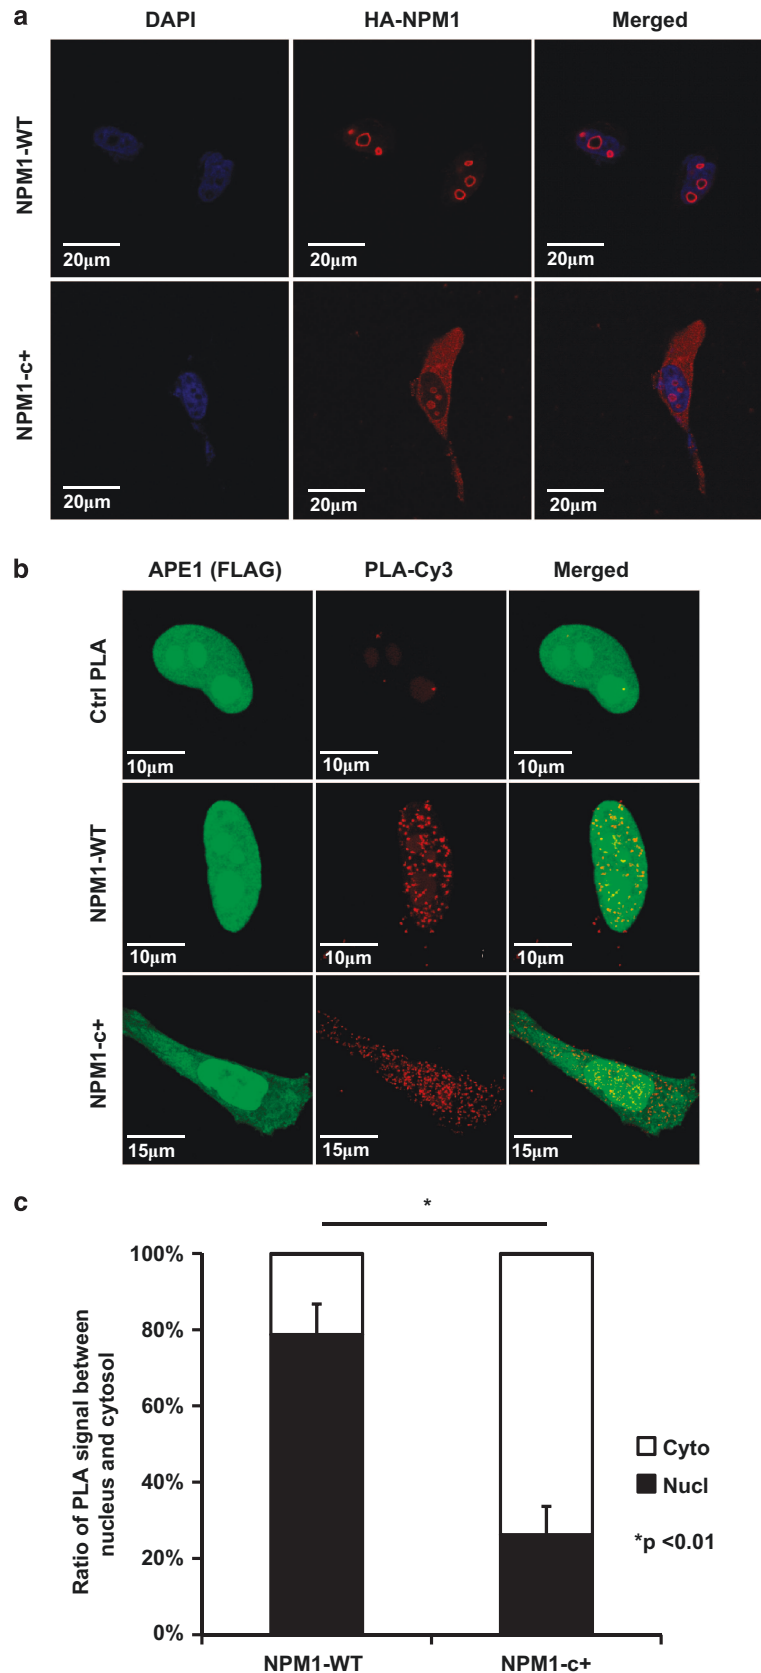 a
DAPI HA-NPM1 Merged
NPM1-WT
20μm 20μm 20μm
NPM1-c+
20μm 20μm 20μm
b
APE1 (FLAG) PLA-Cy3 Merged
Ctrl PLA
10μm 10μm 10μm
NPM1-WT
10μm 10μm 10μm
NPM1-c+
15μm 15μm 15μm
c
*
Ratio of PLA signal between
nucleus and cytosol
100%
80%
60%
40%
20%
0%
Cyto
Nucl
*p <0.01
NPM1-WT NPM1-c+